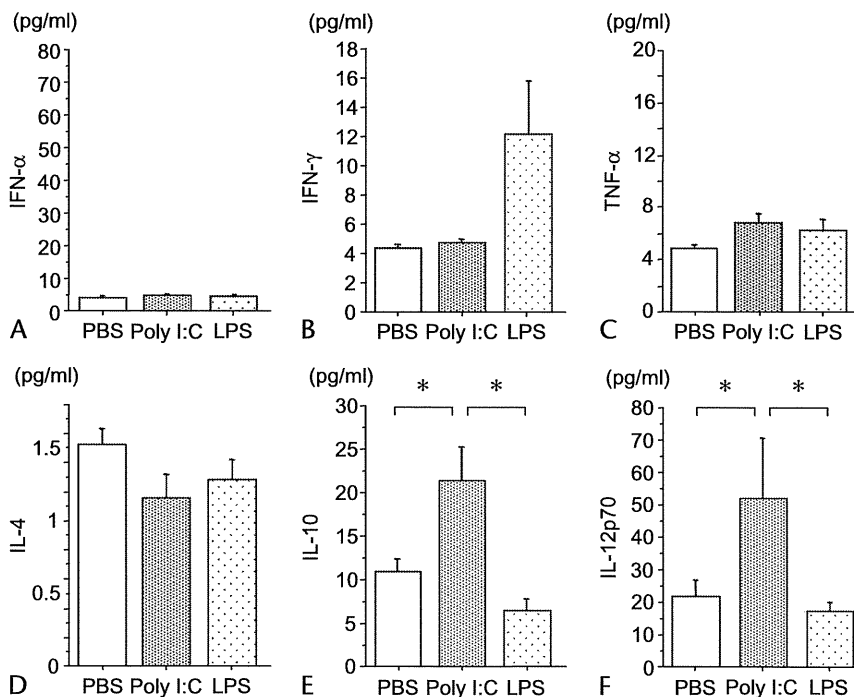 (pg/ml)
IFN-α
80
70
60
50
40
30
20
10
0
PBS Poly I:C LPS
A
(pg/ml)
IFN-γ
18
16
14
12
10
8
6
4
2
0
PBS Poly I:C LPS
B
(pg/ml)
TNF-α
20
16
12
8
4
0
PBS Poly I:C LPS
C
(pg/ml)
IL-4
1.5
1
0.5
0
PBS Poly I:C LPS
D
(pg/ml)
* *
IL-10
30
25
20
15
10
5
0
PBS Poly I:C LPS
E
(pg/ml)
* *
IL-12p70
80
70
60
50
40
30
20
10
0
PBS Poly I:C LPS
F